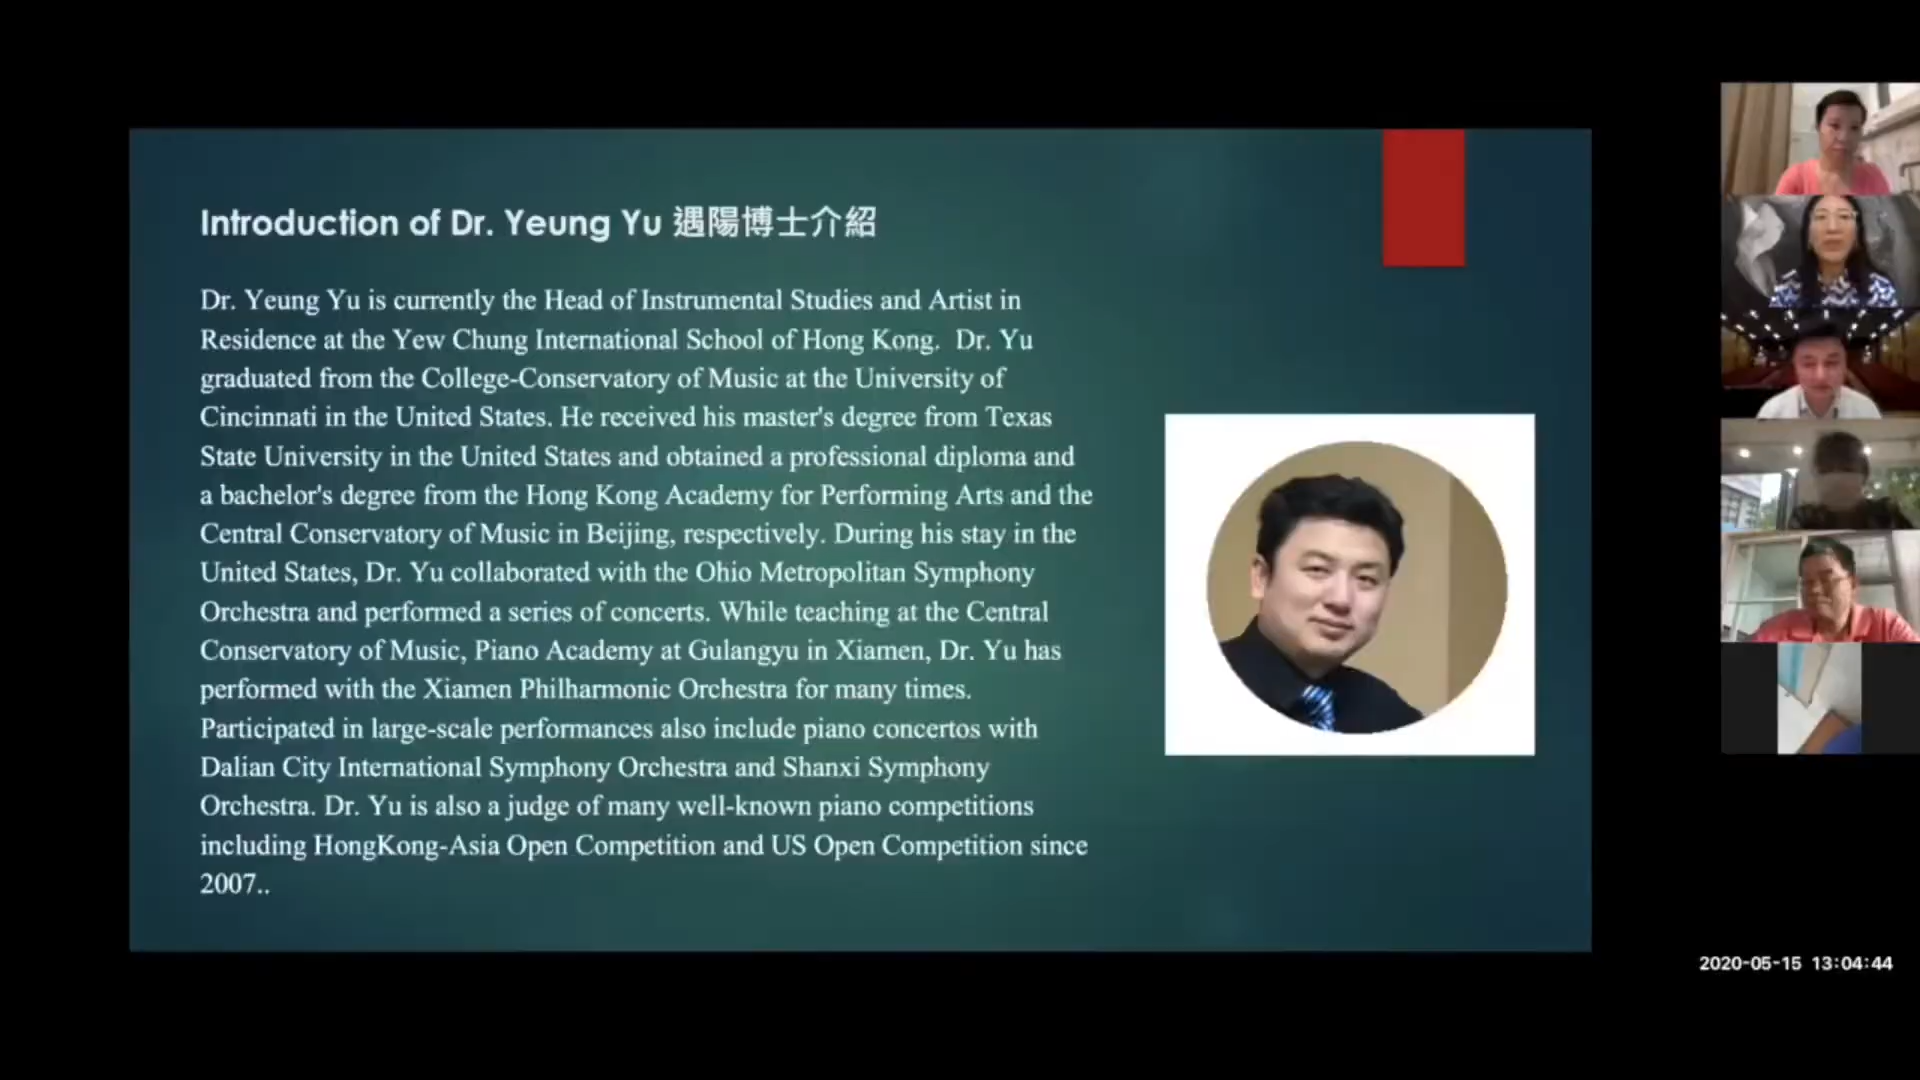 Introduction of Dr. Yeung Yu 遇陽博士介紹
Dr. Yeung Yu is currently the Head of Instrumental Studies and Artist in
Residence at the Yew Chung International School of Hong Kong.  Dr. Yu
graduated from the College-Conservatory of Music at the University of
Cincinnati in the United States. He received his master's degree from Texas
State University in the United States and obtained a professional diploma and
a bachelor's degree from the Hong Kong Academy for Performing Arts and the
Central Conservatory of Music in Beijing, respectively. During his stay in the
United States, Dr. Yu collaborated with the Ohio Metropolitan Symphony
Orchestra and performed a series of concerts. While teaching at the Central
Conservatory of Music, Piano Academy at Gulangyu in Xiamen, Dr. Yu has
performed with the Xiamen Philharmonic Orchestra for many times.
Participated in large-scale performances also include piano concertos with
Dalian City International Symphony Orchestra and Shanxi Symphony
Orchestra. Dr. Yu is also a judge of many well-known piano competitions
including HongKong-Asia Open Competition and US Open Competition since
2007..
2020-05-15 13:04:44